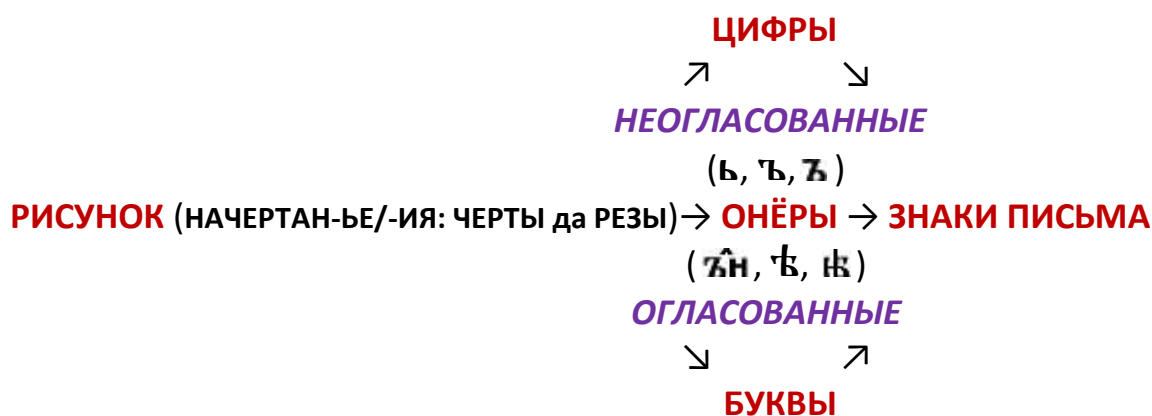 ЦИФРЫ
↗ ↘
НЕОГЛАСОВАННЫЕ
(ь, ъ, )
РИСУНОК (НАЧЕРТАН-ЬЕ/-ИЯ: ЧЕРТЫ да РЕЗЫ)→ ОНЁРЫ → ЗНАКИ ПИСЬМА
( , ѣ, )
ОГЛАСОВАННЫЕ
↘ ↗
БУКВЫ